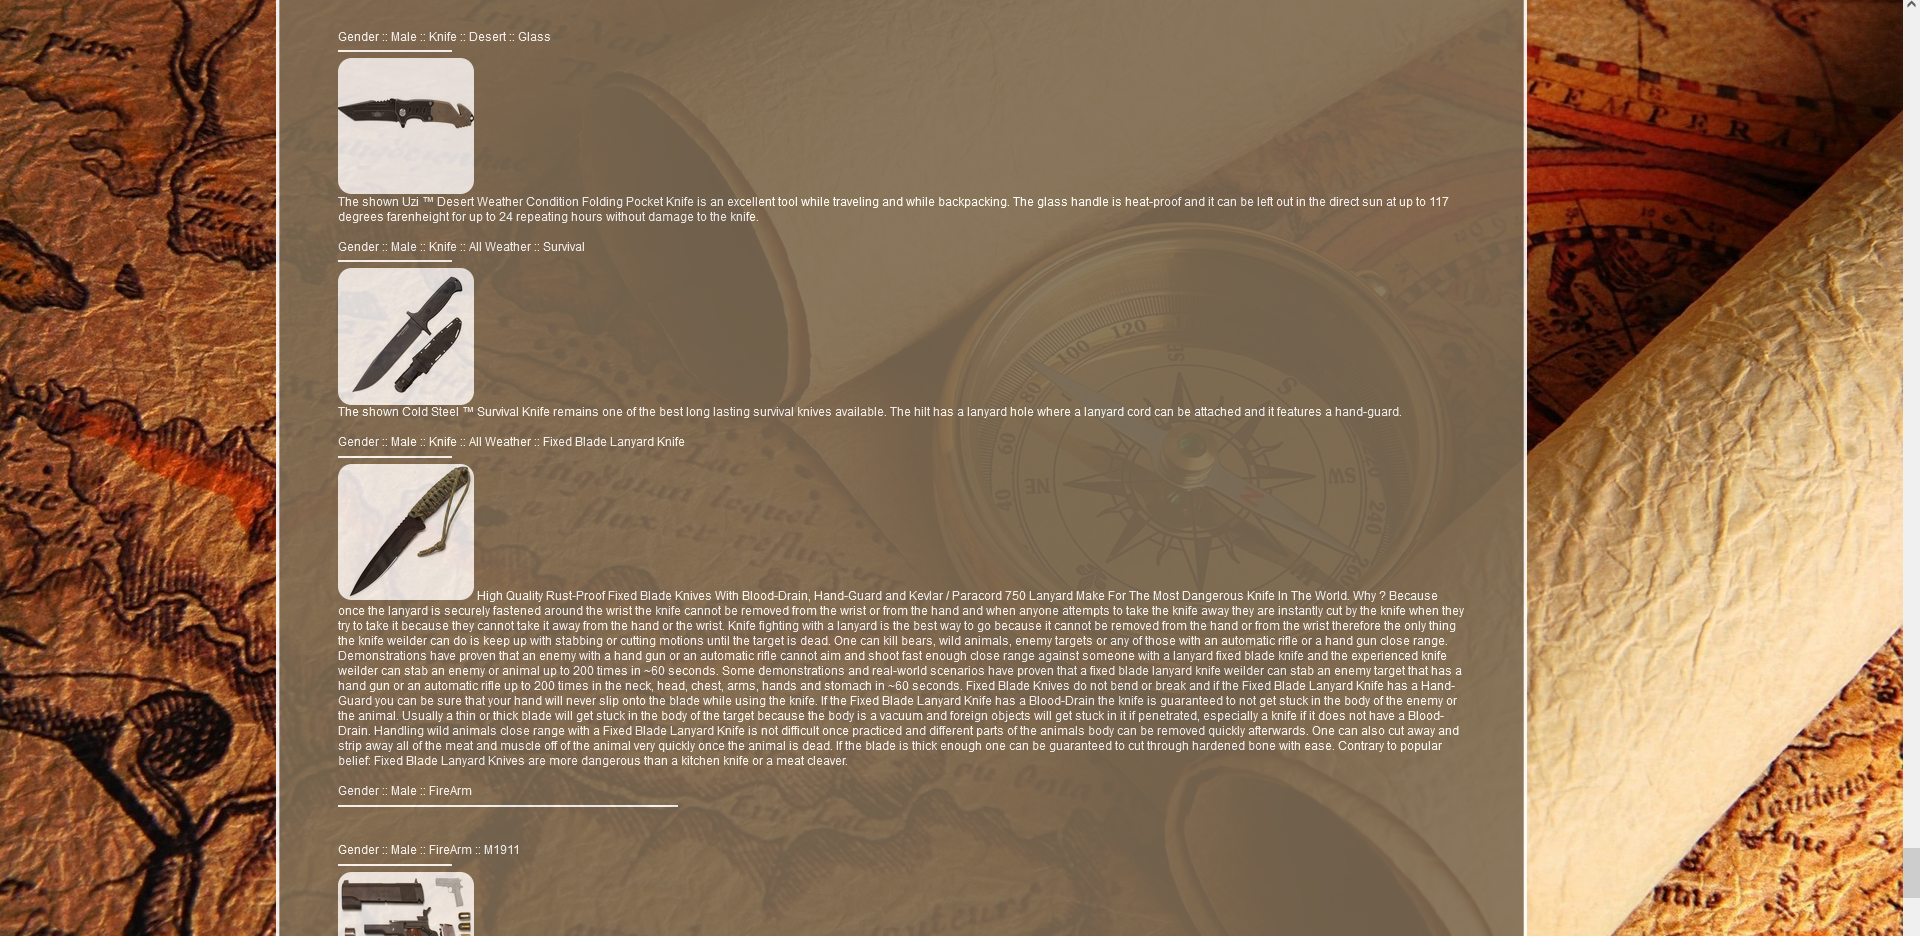 Gender :: Male :: Knife :: Desert :: Glass
The shown Uzi ™ Desert Weather Condition Folding Pocket Knife is an excellent tool while traveling and while backpacking. The glass handle is heat-proof and it can be left out in the direct sun at up to 117
degrees farenheight for up to 24 repeating hours without damage to the knife.
Gender :: Male :: Knife :: All Weather :: Survival
The shown Cold Steel ™ Survival Knife remains one of the best long lasting survival knives available. The hilt has a lanyard hole where a lanyard cord can be attached and it features a hand-guard.
Gender :: Male :: Knife :: All Weather :: Fixed Blade Lanyard Knife
High Quality Rust-Proof Fixed Blade Knives With Blood-Drain, Hand-Guard and Kevlar / Paracord 750 Lanyard Make For The Most Dangerous Knife In The World. Why ? Because
once the lanyard is securely fastened around the wrist the knife cannot be removed from the wrist or from the hand and when anyone attempts to take the knife away they are instantly cut by the knife when they
try to take it because they cannot take it away from the hand or the wrist. Knife fighting with a lanyard is the best way to go because it cannot be removed from the hand or from the wrist therefore the only thing
the knife weilder can do is keep up with stabbing or cutting motions until the target is dead. One can kill bears, wild animals, enemy targets or any of those with an automatic rifle or a hand gun close range.
Demonstrations have proven that an enemy with a hand gun or an automatic rifle cannot aim and shoot fast enough close range against someone with a lanyard fixed blade knife and the experienced knife
weilder can stab an enemy or animal up to 200 times in ~60 seconds. Some demonstrations and real-world scenarios have proven that a fixed blade lanyard knife weilder can stab an enemy target that has a
hand gun or an automatic rifle up to 200 times in the neck, head, chest, arms, hands and stomach in ~60 seconds. Fixed Blade Knives do not bend or break and if the Fixed Blade Lanyard Knife has a Hand-
Guard you can be sure that your hand will never slip onto the blade while using the knife. If the Fixed Blade Lanyard Knife has a Blood-Drain the knife is guaranteed to not get stuck in the body of the enemy or
the animal. Usually a thin or thick blade will get stuck in the body of the target because the body is a vacuum and foreign objects will get stuck in it if penetrated, especially a knife if it does not have a Blood-
Drain. Handling wild animals close range with a Fixed Blade Lanyard Knife is not difficult once practiced and different parts of the animals body can be removed quickly afterwards. One can also cut away and
strip away all of the meat and muscle off of the animal very quickly once the animal is dead. If the blade is thick enough one can be guaranteed to cut through hardened bone with ease. Contrary to popular
belief: Fixed Blade Lanyard Knives are more dangerous than a kitchen knife or a meat cleaver.
Gender :: Male :: FireArm
Gender :: Male :: FireArm :: M1911
TEMPERA
120
100
80
60
40
SE
S
SW
NE
N
240
260